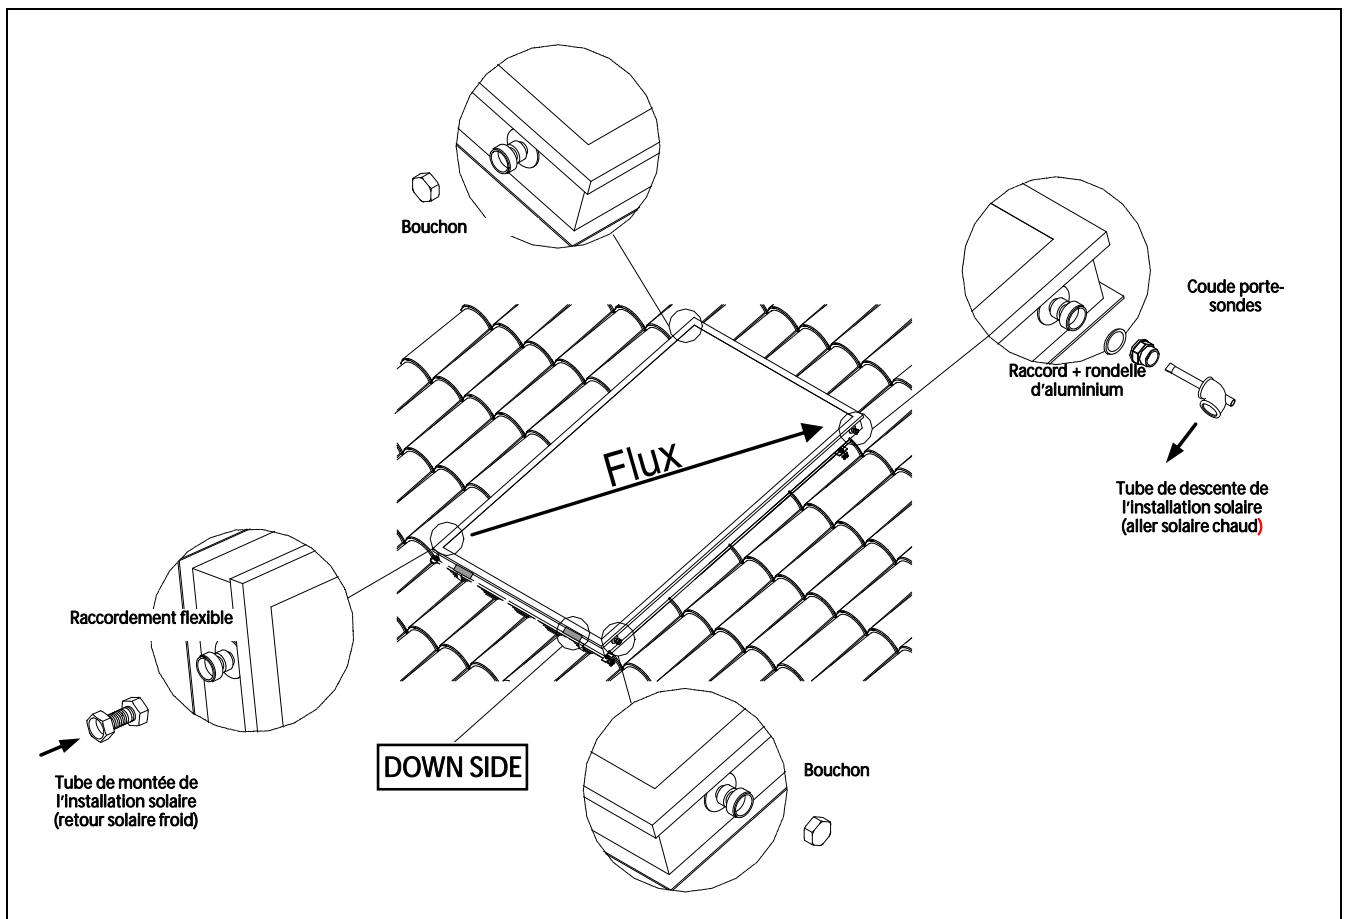 Bouchon
Coude porte-
sondes
Raccord + rondelle
d'aluminium
Flux
Tube de descente de
l'installation solaire
(aller solaire chaud)
Raccordement flexible
DOWN SIDE
Bouchon
Tube de montée de
l'installation solaire
(retour solaire froid)